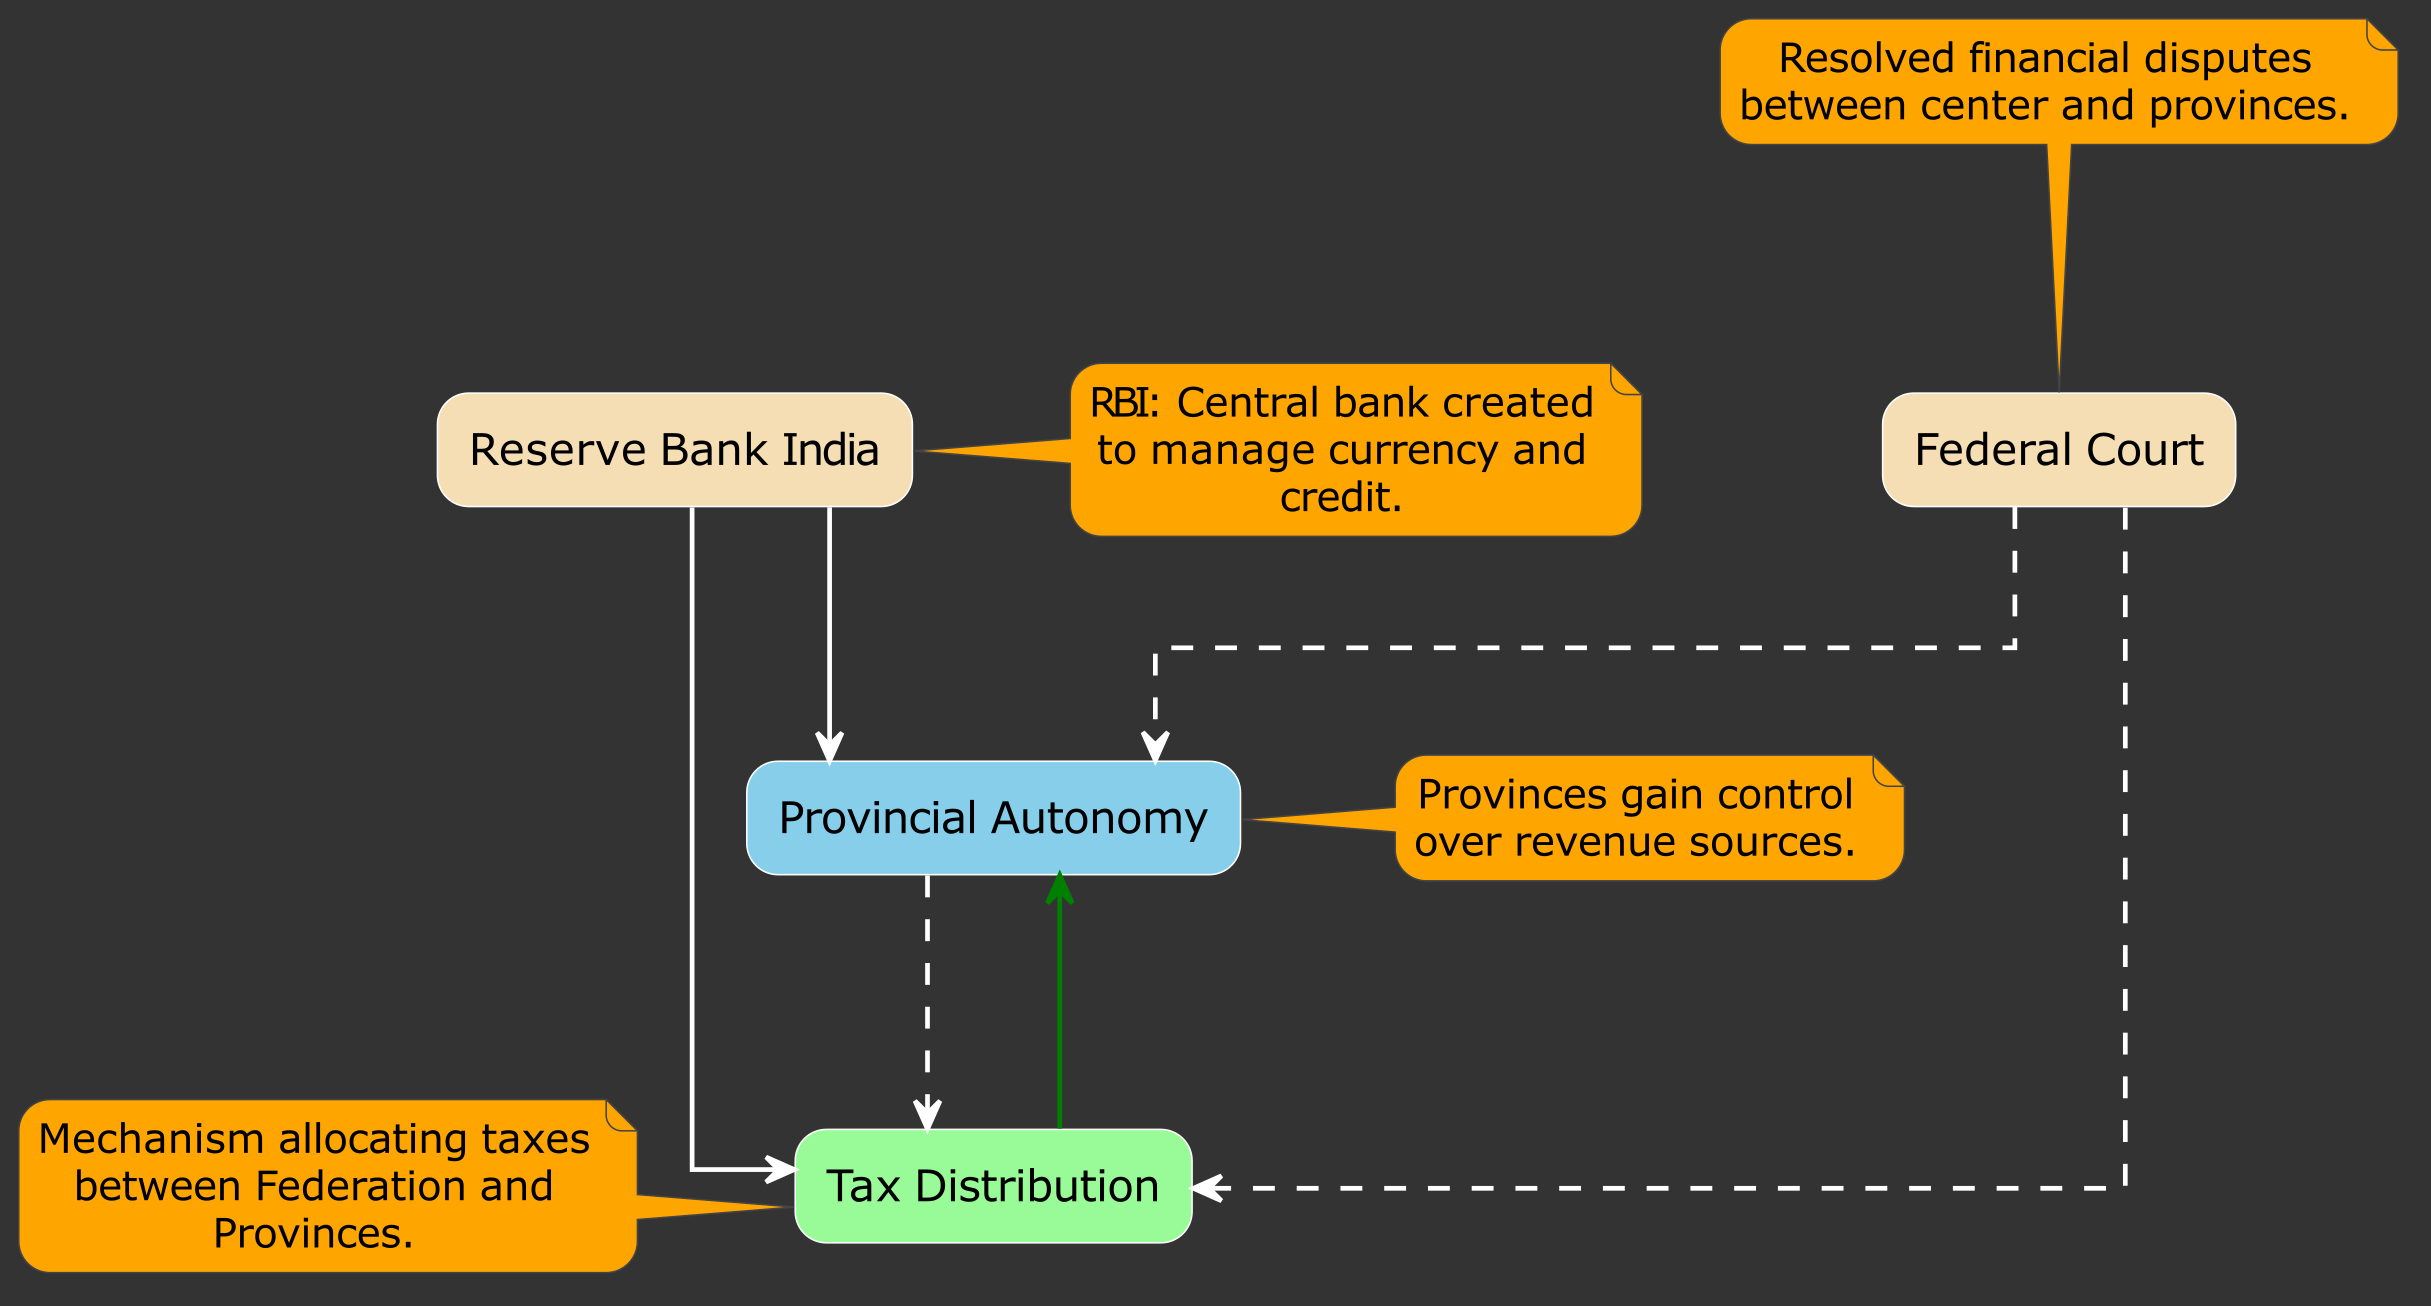 Resolved financial disputes
between center and provinces.
Reserve Bank India
RBI: Central bank created
to manage currency and
credit.
Federal Court
Provincial Autonomy
Provinces gain control
over revenue sources.
Mechanism allocating taxes
between Federation and
Provinces.
Tax Distribution